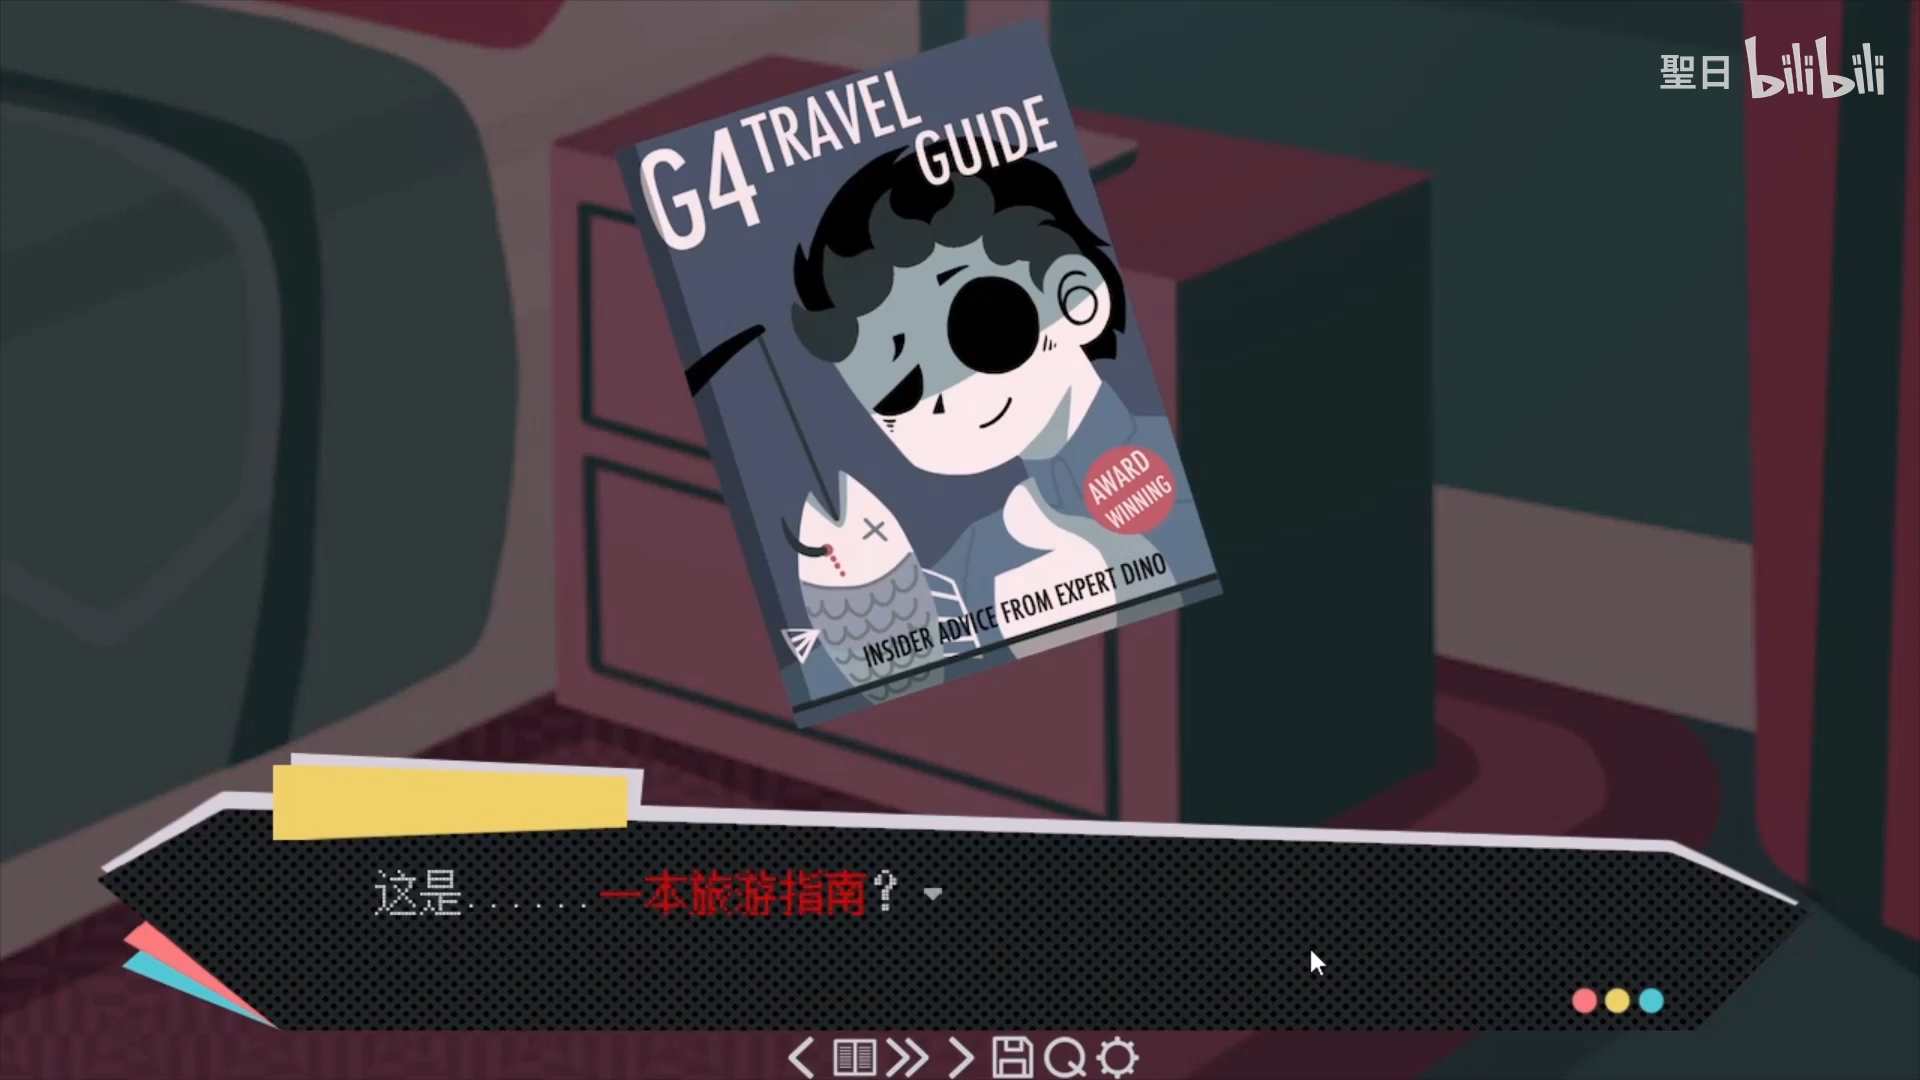 聖日 bilibili
G4 TRAVEL
GUIDE
AWARD
WINNING
INSIDER ADVICE FROM EXPERT DINO
这是......一本旅游指南?